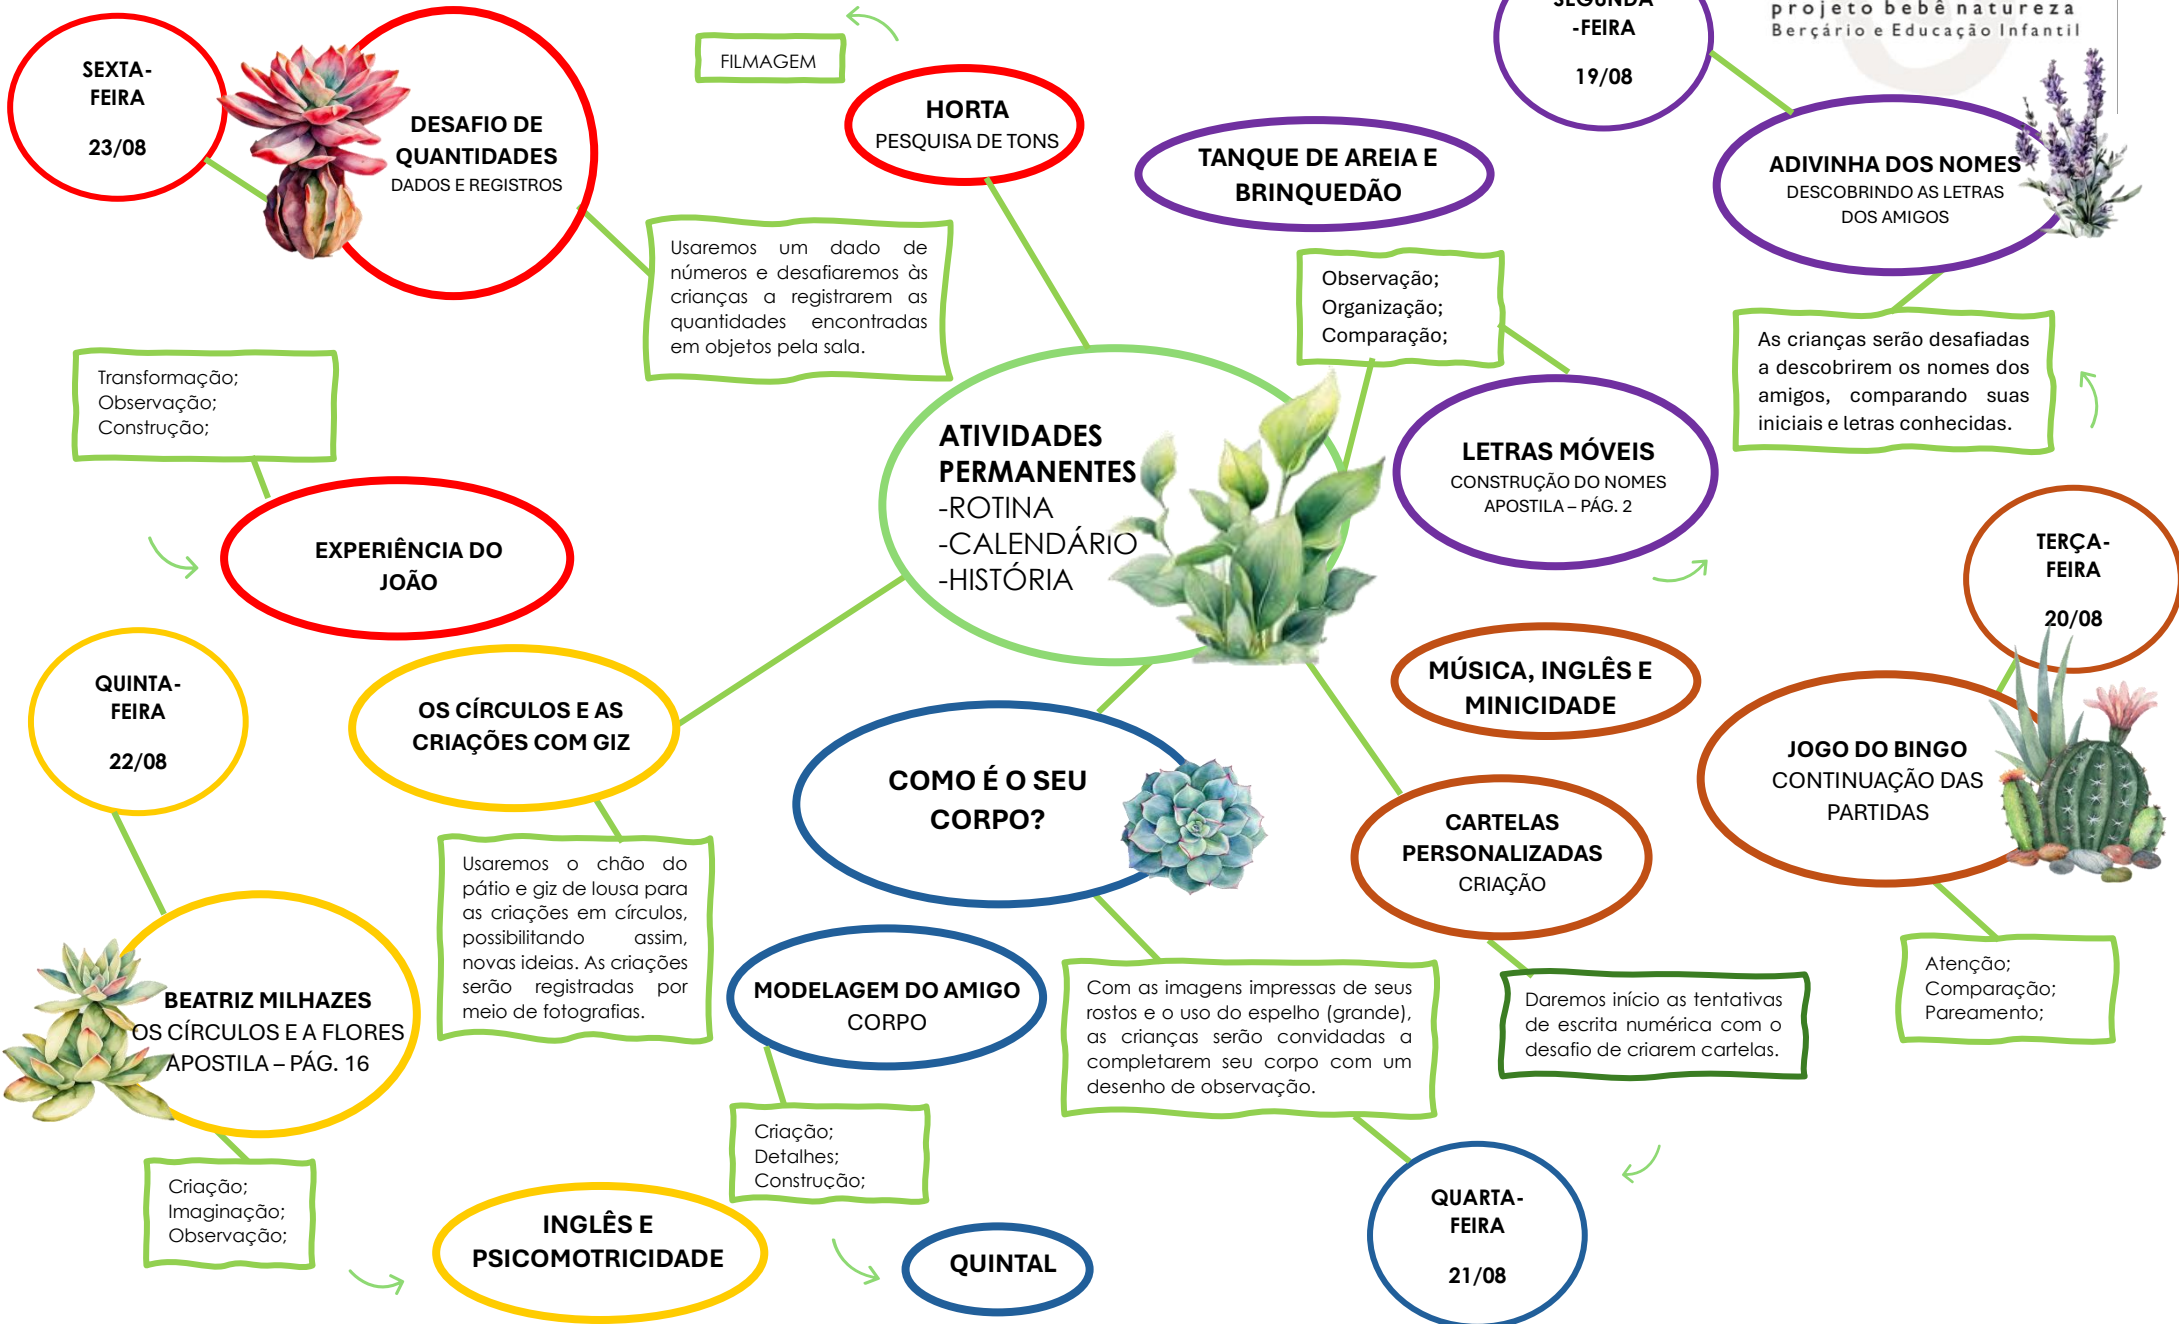 SEGUNDA
-FEIRA
19/08
projeto bebê natureza
Berçário e Educação Infantil
ADIVINHA DOS NOMES
DESCOBRINDO AS LETRAS
DOS AMIGOS
As crianças serão desafiadas
a descobrirem os nomes dos
amigos, comparando suas
iniciais e letras conhecidas.
TANQUE DE AREIA E
BRINQUEDÃO
Observação;
Organização;
Comparação;
LETRAS MÓVEIS
CONSTRUÇÃO DO NOMES
APOSTILA – PÁG. 2
TERÇA-
FEIRA
20/08
JOGO DO BINGO
CONTINUAÇÃO DAS
PARTIDAS
Atenção;
Comparação;
Pareamento;
MÚSICA, INGLÊS E
MINICIDADE
CARTELAS
PERSONALIZADAS
CRIAÇÃO
Daremos início as tentativas
de escrita numérica com o
desafio de criarem cartelas.
QUARTA-
FEIRA
21/08
Com as imagens impressas de seus
rostos e o uso do espelho (grande),
as crianças serão convidadas a
completarem seu corpo com um
desenho de observação.
COMO É O SEU
CORPO?
MODELAGEM DO AMIGO
CORPO
Criação;
Detalhes;
Construção;
QUINTAL
QUINTA-
FEIRA
22/08
BEATRIZ MILHAZES
OS CÍRCULOS E A FLORES
APOSTILA – PÁG. 16
Criação;
Imaginação;
Observação;
INGLÊS E
PSICOMOTRICIDADE
OS CÍRCULOS E AS
CRIAÇÕES COM GIZ
Usaremos o chão do
pátio e giz de lousa para
as criações em círculos,
possibilitando assim,
novas ideias. As criações
serão registradas por
meio de fotografias.
SEXTA-
FEIRA
23/08
DESAFIO DE
QUANTIDADES
DADOS E REGISTROS
Usaremos um dado de
números e desafiaremos às
crianças a registrarem as
quantidades encontradas
em objetos pela sala.
Transformação;
Observação;
Construção;
EXPERIÊNCIA DO
JOÃO
FILMAGEM
HORTA
PESQUISA DE TONS
ATIVIDADES
PERMANENTES
-ROTINA
-CALENDÁRIO
-HISTÓRIA